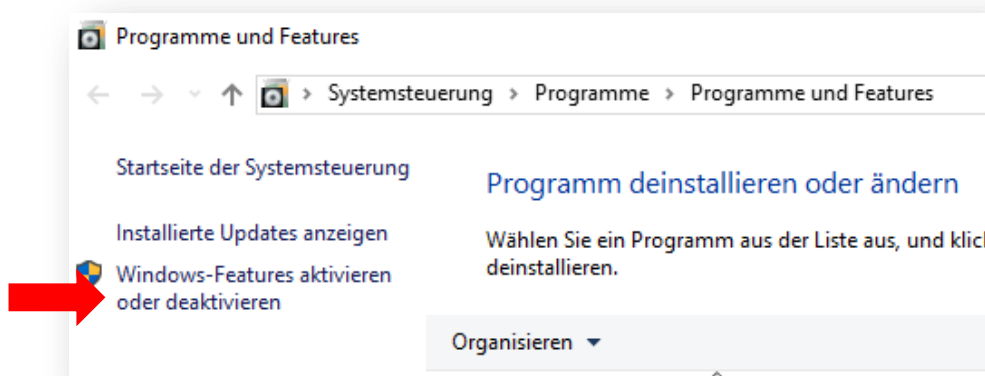 Programme und Features
Systemsteuerung > Programme > Programme und Features
Startseite der Systemsteuerung
Installierte Updates anzeigen
Windows-Features aktivieren
oder deaktivieren
Programm deinstallieren oder ändern
Wählen Sie ein Programm aus der Liste aus, und
deinstallieren.
Organisieren